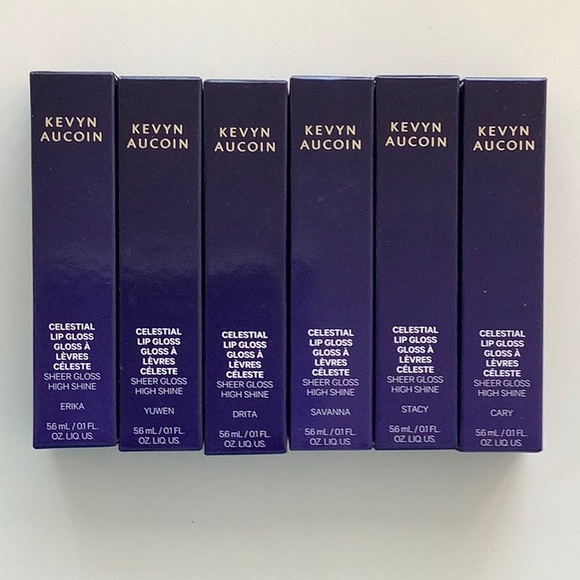 KEVYN
AUCOIN
CELESTIAL
LIP GLOSS
GLOSS À
LÈVRES
CÉLESTE
SHEER GLOSS
HIGH SHINE
ERIKA
5.6 mL / 0.1 FL.
OZ. LIQ. US.
KEVYN
AUCOIN
CELESTIAL
LIP GLOSS
GLOSS À
LÈVRES
CÉLESTE
SHEER GLOSS
HIGH SHINE
YUWEN
5.6 mL / 0.1 FL.
OZ. LIQ. US.
KEVYN
AUCOIN
CELESTIAL
LIP GLOSS
GLOSS À
LÈVRES
CÉLESTE
SHEER GLOSS
HIGH SHINE
DRITA
5.6 mL / 0.1 FL.
OZ. LIQ. US.
KEVYN
AUCOIN
CELESTIAL
LIP GLOSS
GLOSS À
LÈVRES
CÉLESTE
SHEER GLOSS
HIGH SHINE
SAVANNA
5.6 mL / 0.1 FL.
OZ. LIQ. US.
KEVYN
AUCOIN
CELESTIAL
LIP GLOSS
GLOSS À
LÈVRES
CÉLESTE
SHEER GLOSS
HIGH SHINE
STACY
5.6 mL / 0.1 FL.
OZ. LIQ. US.
KEVYN
AUCOIN
CELESTIAL
LIP GLOSS
GLOSS À
LÈVRES
CÉLESTE
SHEER GLOSS
HIGH SHINE
CARY
5.6 mL / 0.1 FL.
OZ. LIQ. US.